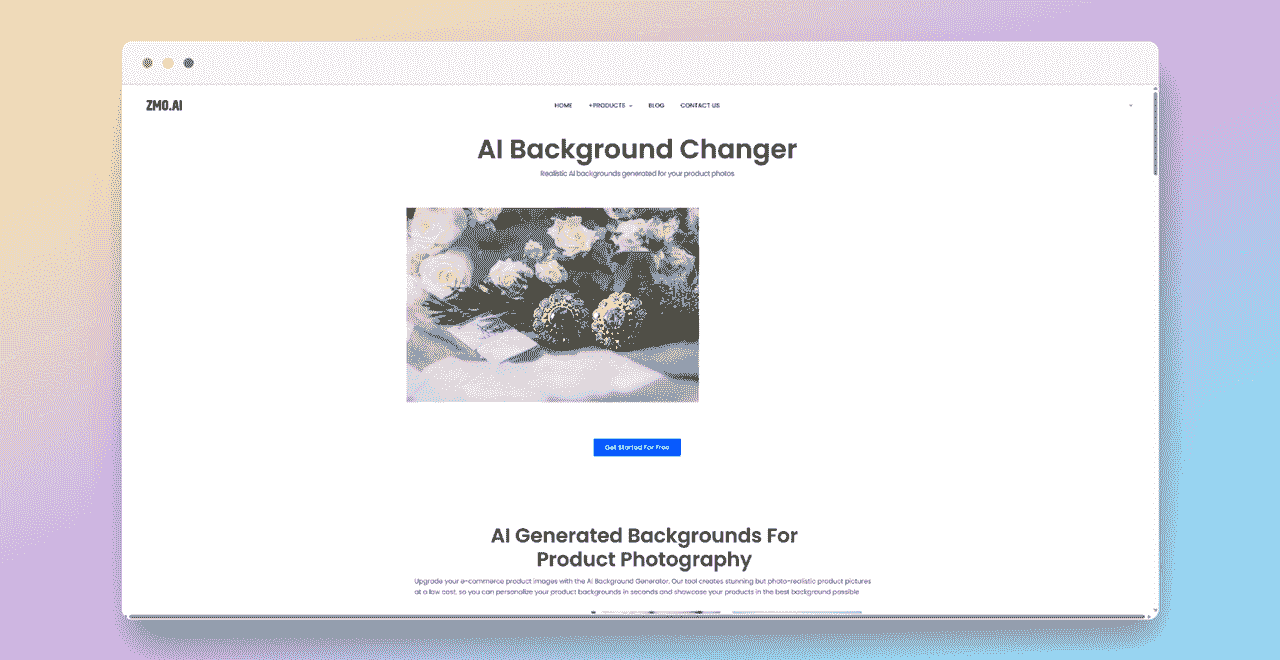 ZMO.AI
HOME +PRODUCTS BLOG CONTACT US
AI Background Changer
Realistic AI backgrounds generated for your product photos
Get Started For Free
AI Generated Backgrounds For
Product Photography
Upgrade your e-commerce product images with the AI Background Generator. Our tool creates stunning but photo-realistic product pictures
at a low cost, so you can personalize your product backgrounds in seconds and showcase your products in the best background possible